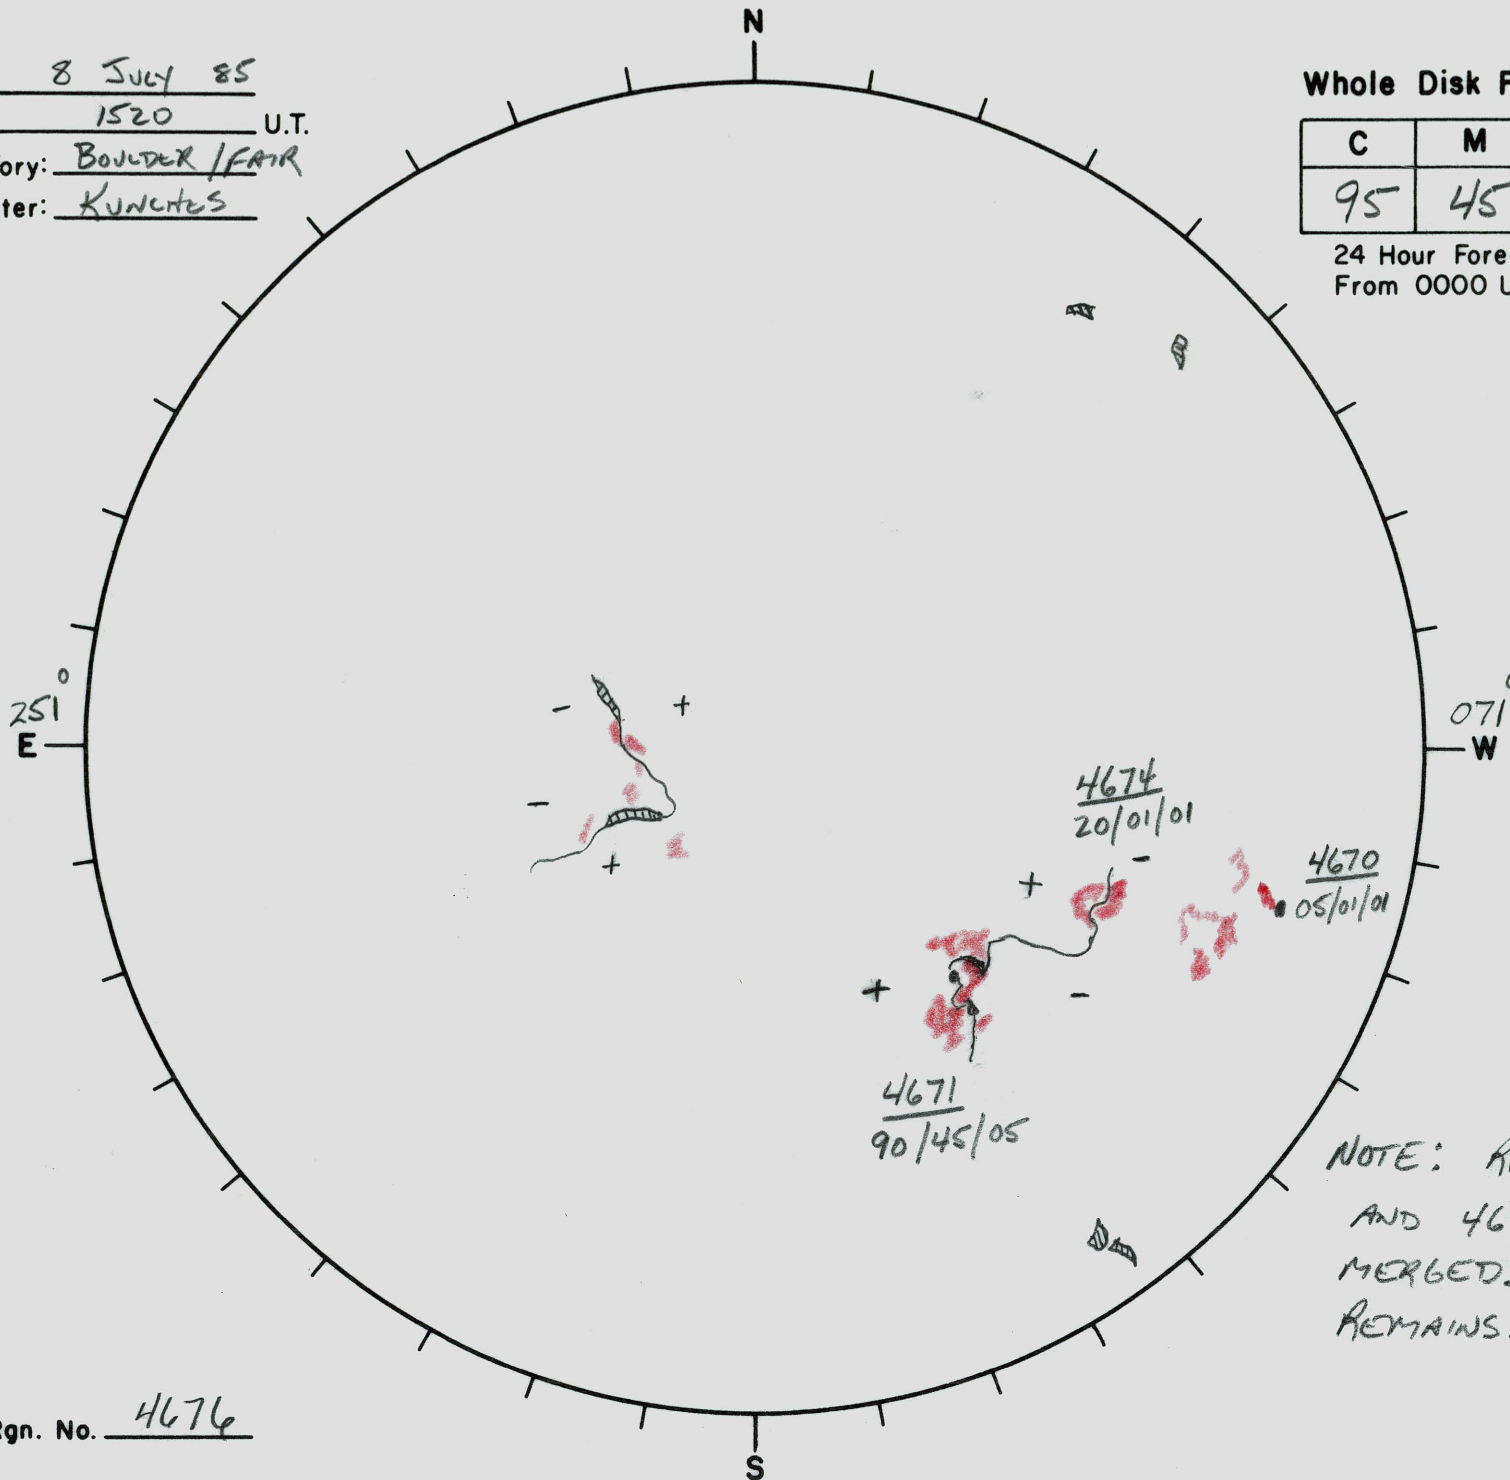 N
8 July 85
1520 U.T.
ory: BOULDER / FAIR
ter: KUNCHES
Whole Disk F
C M
95 45
24 Hour Fore
From 0000 U
251°
E
071
W
- +
-
+
4674
20/01/01
-
+
4670
05/01/01
+
-
4671
90/45/05
NOTE: R
AND 46
MERGED.
REMAINS
gn. No. 4676
S